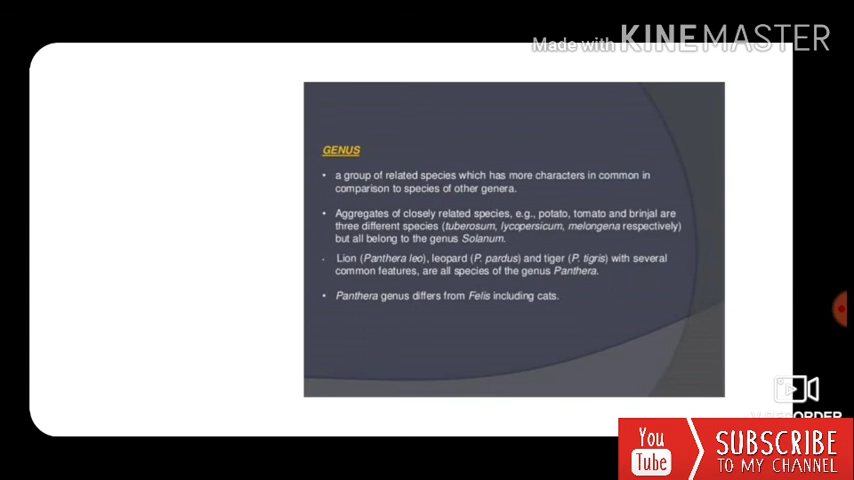 Made with KINEMASTER
GENUS
• a group of related species which has more characters in common in
comparison to species of other genera.
• Aggregates of closely related species, e.g., potato, tomato and brinjal are
three different species (tuberosum, lycopersicum, melongena respectively)
but all belong to the genus Solanum.
• Lion (Panthera leo), leopard (P. pardus) and tiger (P. tigris) with several
common features, are all species of the genus Panthera.
• Panthera genus differs from Felis including cats.
You
Tube
SUBSCRIBE
TO MY CHANNEL